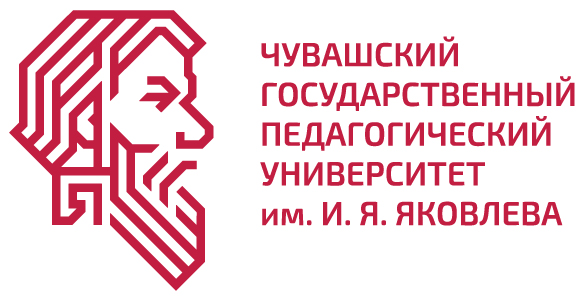 ЧУВАШСКИЙ
ГОСУДАРСТВЕННЫЙ
ПЕДАГОГИЧЕСКИЙ
УНИВЕРСИТЕТ
им. И. Я. ЯКОВЛЕВА